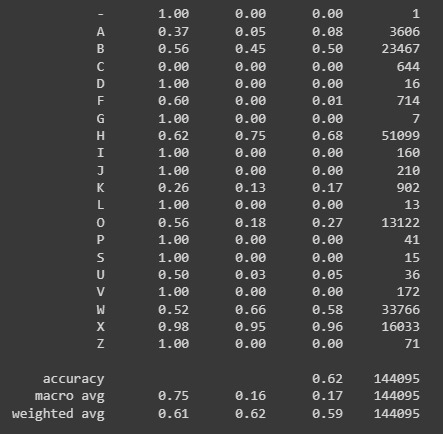 - 1.00 0.00 0.00 1
A 0.37 0.05 0.08 3606
B 0.56 0.45 0.50 23467
C 0.00 0.00 0.00 644
D 1.00 0.00 0.00 16
F 0.60 0.00 0.01 714
G 1.00 0.00 0.00 7
H 0.62 0.75 0.68 51099
I 1.00 0.00 0.00 160
J 1.00 0.00 0.00 210
K 0.26 0.13 0.17 902
L 1.00 0.00 0.00 13
O 0.56 0.18 0.27 13122
P 1.00 0.00 0.00 41
S 1.00 0.00 0.00 15
U 0.50 0.03 0.05 36
V 1.00 0.00 0.00 172
W 0.52 0.66 0.58 33766
X 0.98 0.95 0.96 16033
Z 1.00 0.00 0.00 71
accuracy 0.62 144095
macro avg 0.75 0.16 0.17 144095
weighted avg 0.61 0.62 0.59 144095